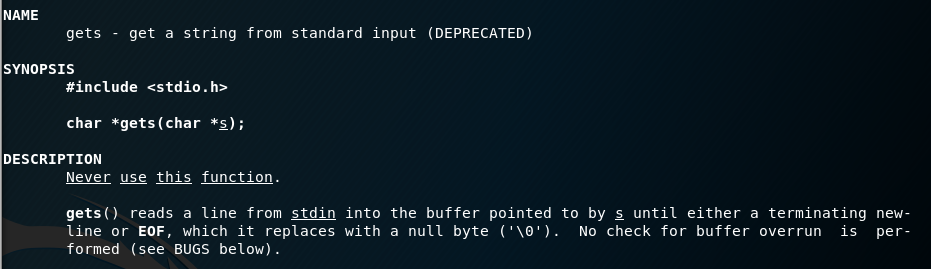 NAME
gets - get a string from standard input (DEPRECATED)
SYNOPSIS
#include <stdio.h>
char *gets(char *s);
DESCRIPTION
Never use this function.
gets() reads a line from stdin into the buffer pointed to by s until either a terminating new-
line or EOF, which it replaces with a null byte ('\0').  No check for buffer overrun  is  per-
formed (see BUGS below).